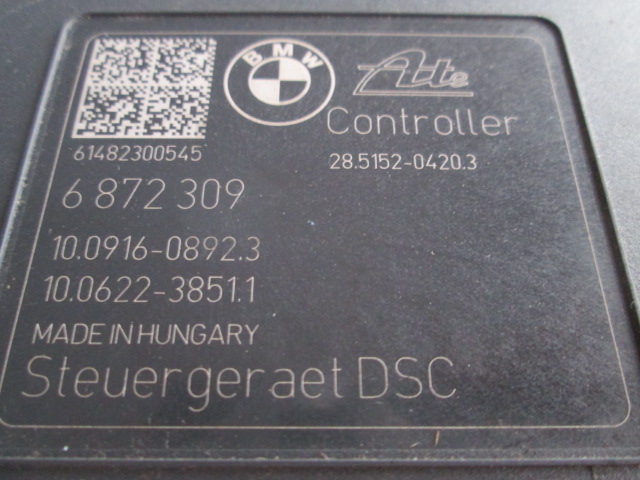 BMW
Ate
Controller
61482300545
28.5152-0420.3
6 872 309
10.0916-0892.3
10.0622-3851.1
MADE IN HUNGARY
Steuergeraet DSC